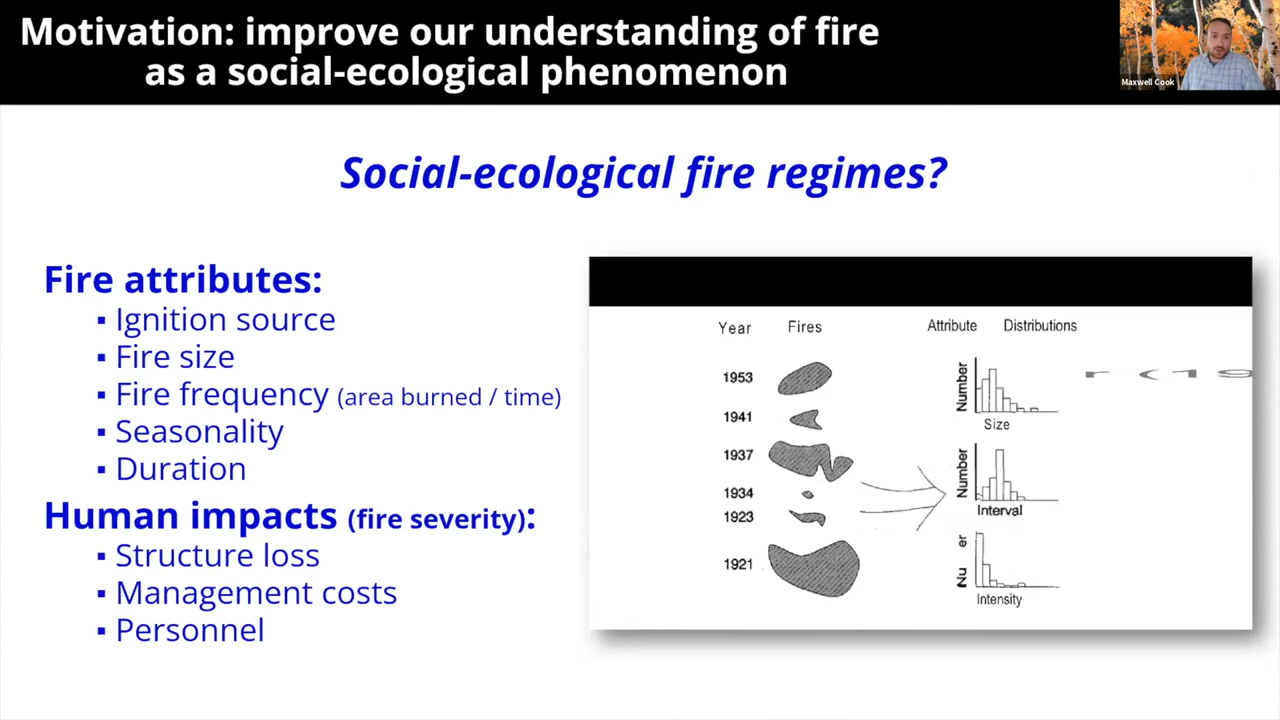 Motivation: improve our understanding of fire
as a social-ecological phenomenon
Maxwell Cook
Social-ecological fire regimes?
Fire attributes:
▪ Ignition source
▪ Fire size
▪ Fire frequency (area burned / time)
▪ Seasonality
▪ Duration
Human impacts (fire severity):
▪ Structure loss
▪ Management costs
▪ Personnel
Year Fires
1953
1941
1937
1934
1923
1921
Attribute Distributions
Number
Size
Number
Interval
Nu er
Intensity